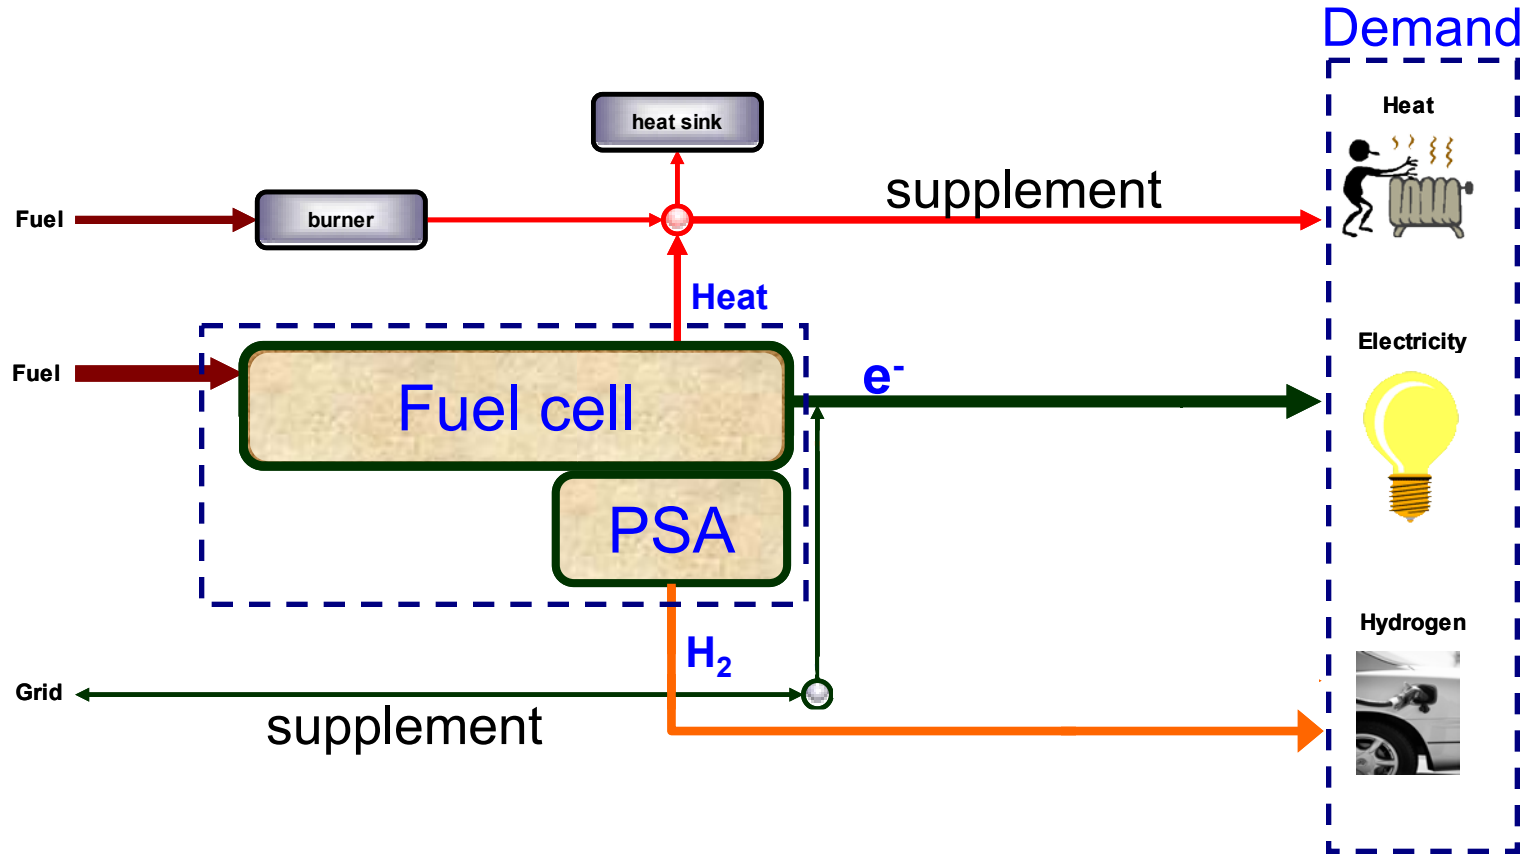 Demand
Heat
heat sink
supplement
Fuel
burner
Heat
Electricity
Fuel
Fuel cell
e-
PSA
Hydrogen
H2
Grid
supplement